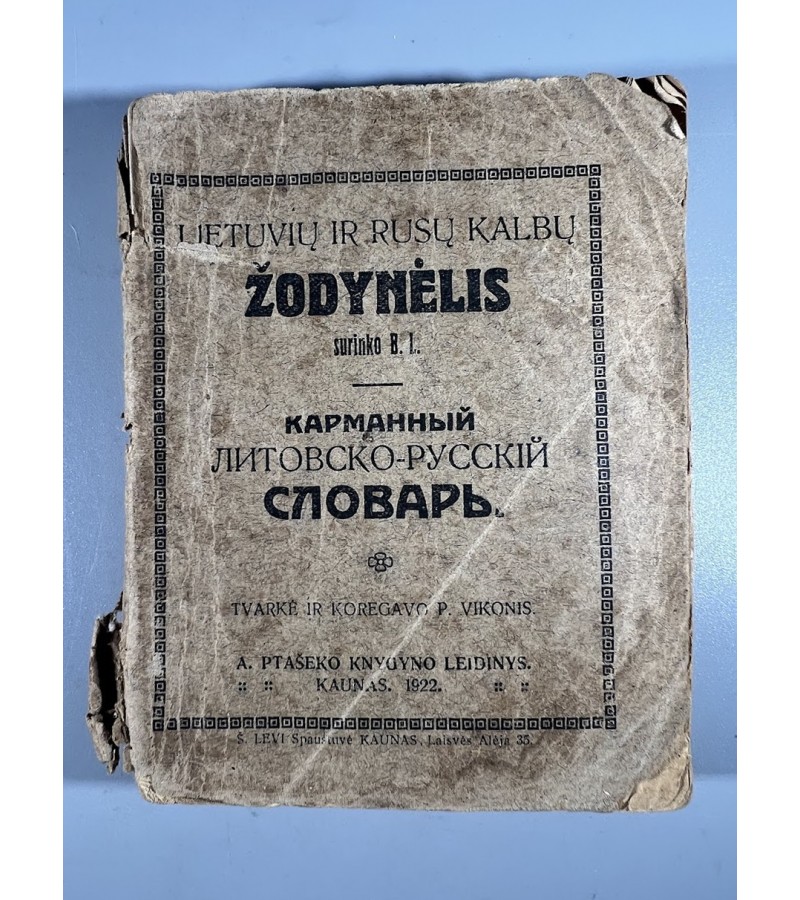 LIETUVIŲ IR RUSŲ KALBŲ
ŽODYNĖLIS
surinko B. L.
КАРМАННЫЙ
ЛИТОВСКО-РУССКІЙ
СЛОВАРЬ.
TVARKĖ IR KOREGAVO P. VIKONIS.
A. PTAŠEKO KNYGYNO LEIDINYS.
:: :: KAUNAS. 1922. :: ::
Š. LEVI Spaustuvė KAUNAS, Laisvės Alėja 35.